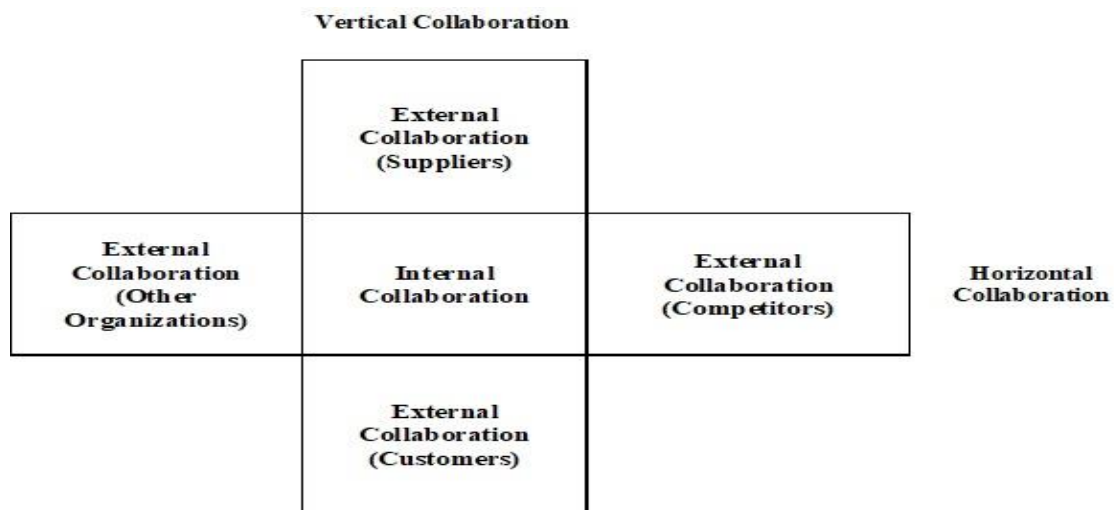 Vertical Collaboration
External
Collaboration
(Suppliers)
External
Collaboration
(Other
Organizations)
Internal
Collaboration
External
Collaboration
(Competitors)
Horizontal
Collaboration
External
Collaboration
(Customers)